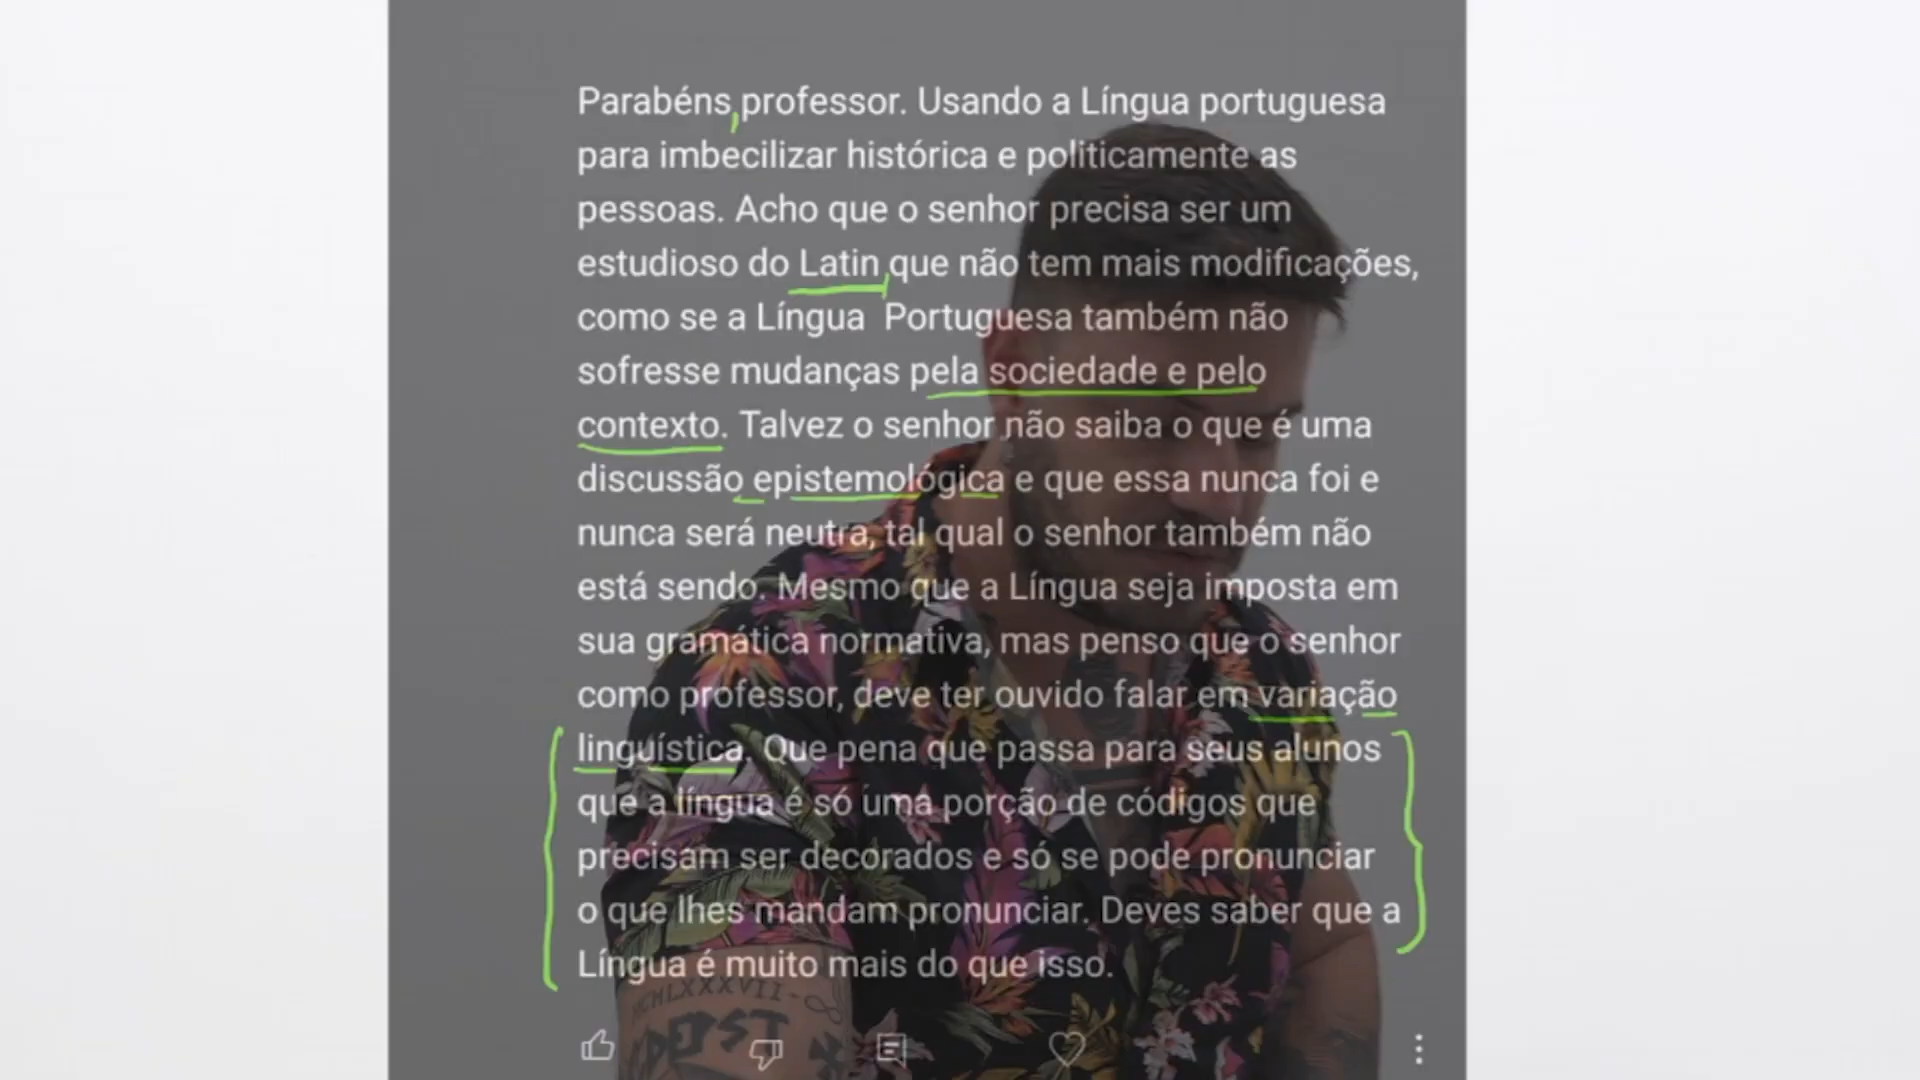 Parabéns,professor. Usando a Língua portuguesa
para imbecilizar histórica e politicamente as
pessoas. Acho que o senhor precisa ser um
estudioso do Latin que não tem mais modificações,
como se a Língua Portuguesa também não
sofresse mudanças pela sociedade e pelo
contexto. Talvez o senhor ,não saiba o que é uma
discussão epistemológica e que essa nunca foi e
nunca será neutra, tal qual o senhor também não
está sendo. Mesmo que a Língua seja imposta em
sua gramática normativa, mas penso que o senhor
como professor, deve ter ouvido falar em variação
linguística. Que pena que passa para seus alunos
que a língua é só uma porção de códigos que
precisam ser decorados e só se pode pronunciar
o que lhes mandam pronunciar. Deves saber que a
Língua é muito mais do que isso.
MCMLXXXVII